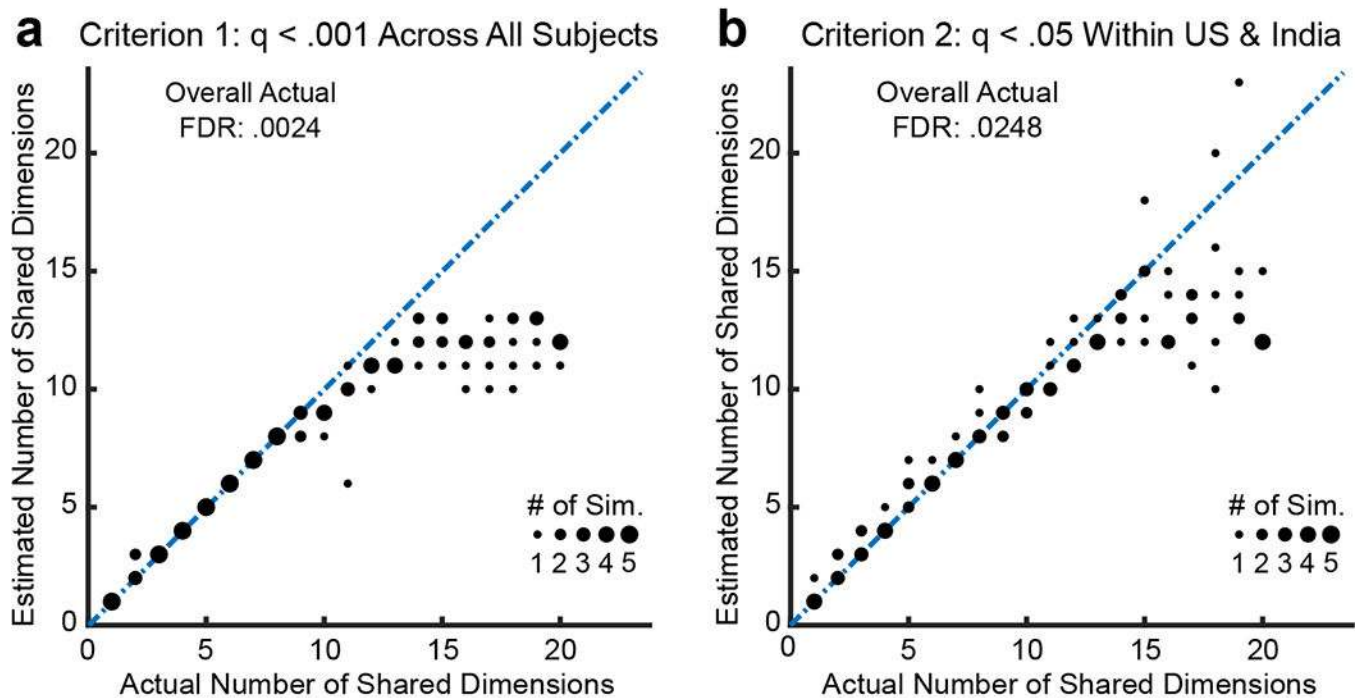 a Criterion 1: q < .001 Across All Subjects
Overall Actual
FDR: .0024
Estimated Number of Shared Dimensions
20
15
10
5
0
0 5 10 15 20
Actual Number of Shared Dimensions
# of Sim.
1 2 3 4 5
b Criterion 2: q < .05 Within US & India
Overall Actual
FDR: .0248
Estimated Number of Shared Dimensions
20
15
10
5
0
0 5 10 15 20
Actual Number of Shared Dimensions
# of Sim.
1 2 3 4 5